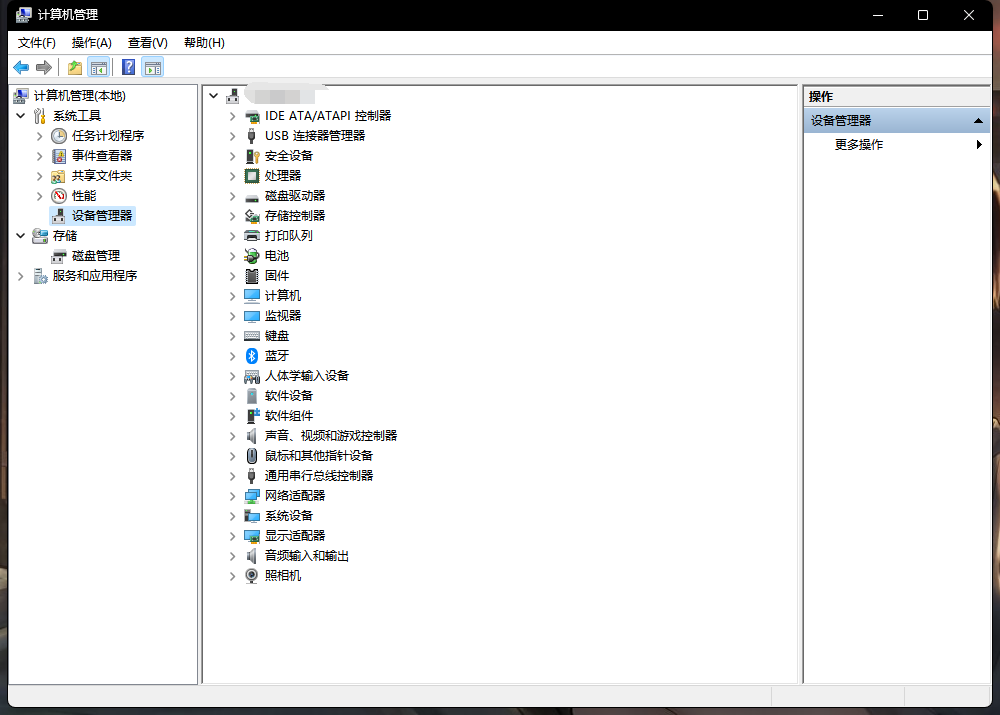 计算机管理
文件(F) 操作(A) 查看(V) 帮助(H)
计算机管理(本地)
系统工具
任务计划程序
事件查看器
共享文件夹
性能
设备管理器
存储
磁盘管理
服务和应用程序
IDE ATA/ATAPI 控制器
USB 连接器管理器
安全设备
处理器
磁盘驱动器
存储控制器
打印队列
电池
固件
计算机
监视器
键盘
蓝牙
人体学输入设备
软件设备
软件组件
声音、视频和游戏控制器
鼠标和其他指针设备
通用串行总线控制器
网络适配器
系统设备
显示适配器
音频输入和输出
照相机
操作
设备管理器
更多操作